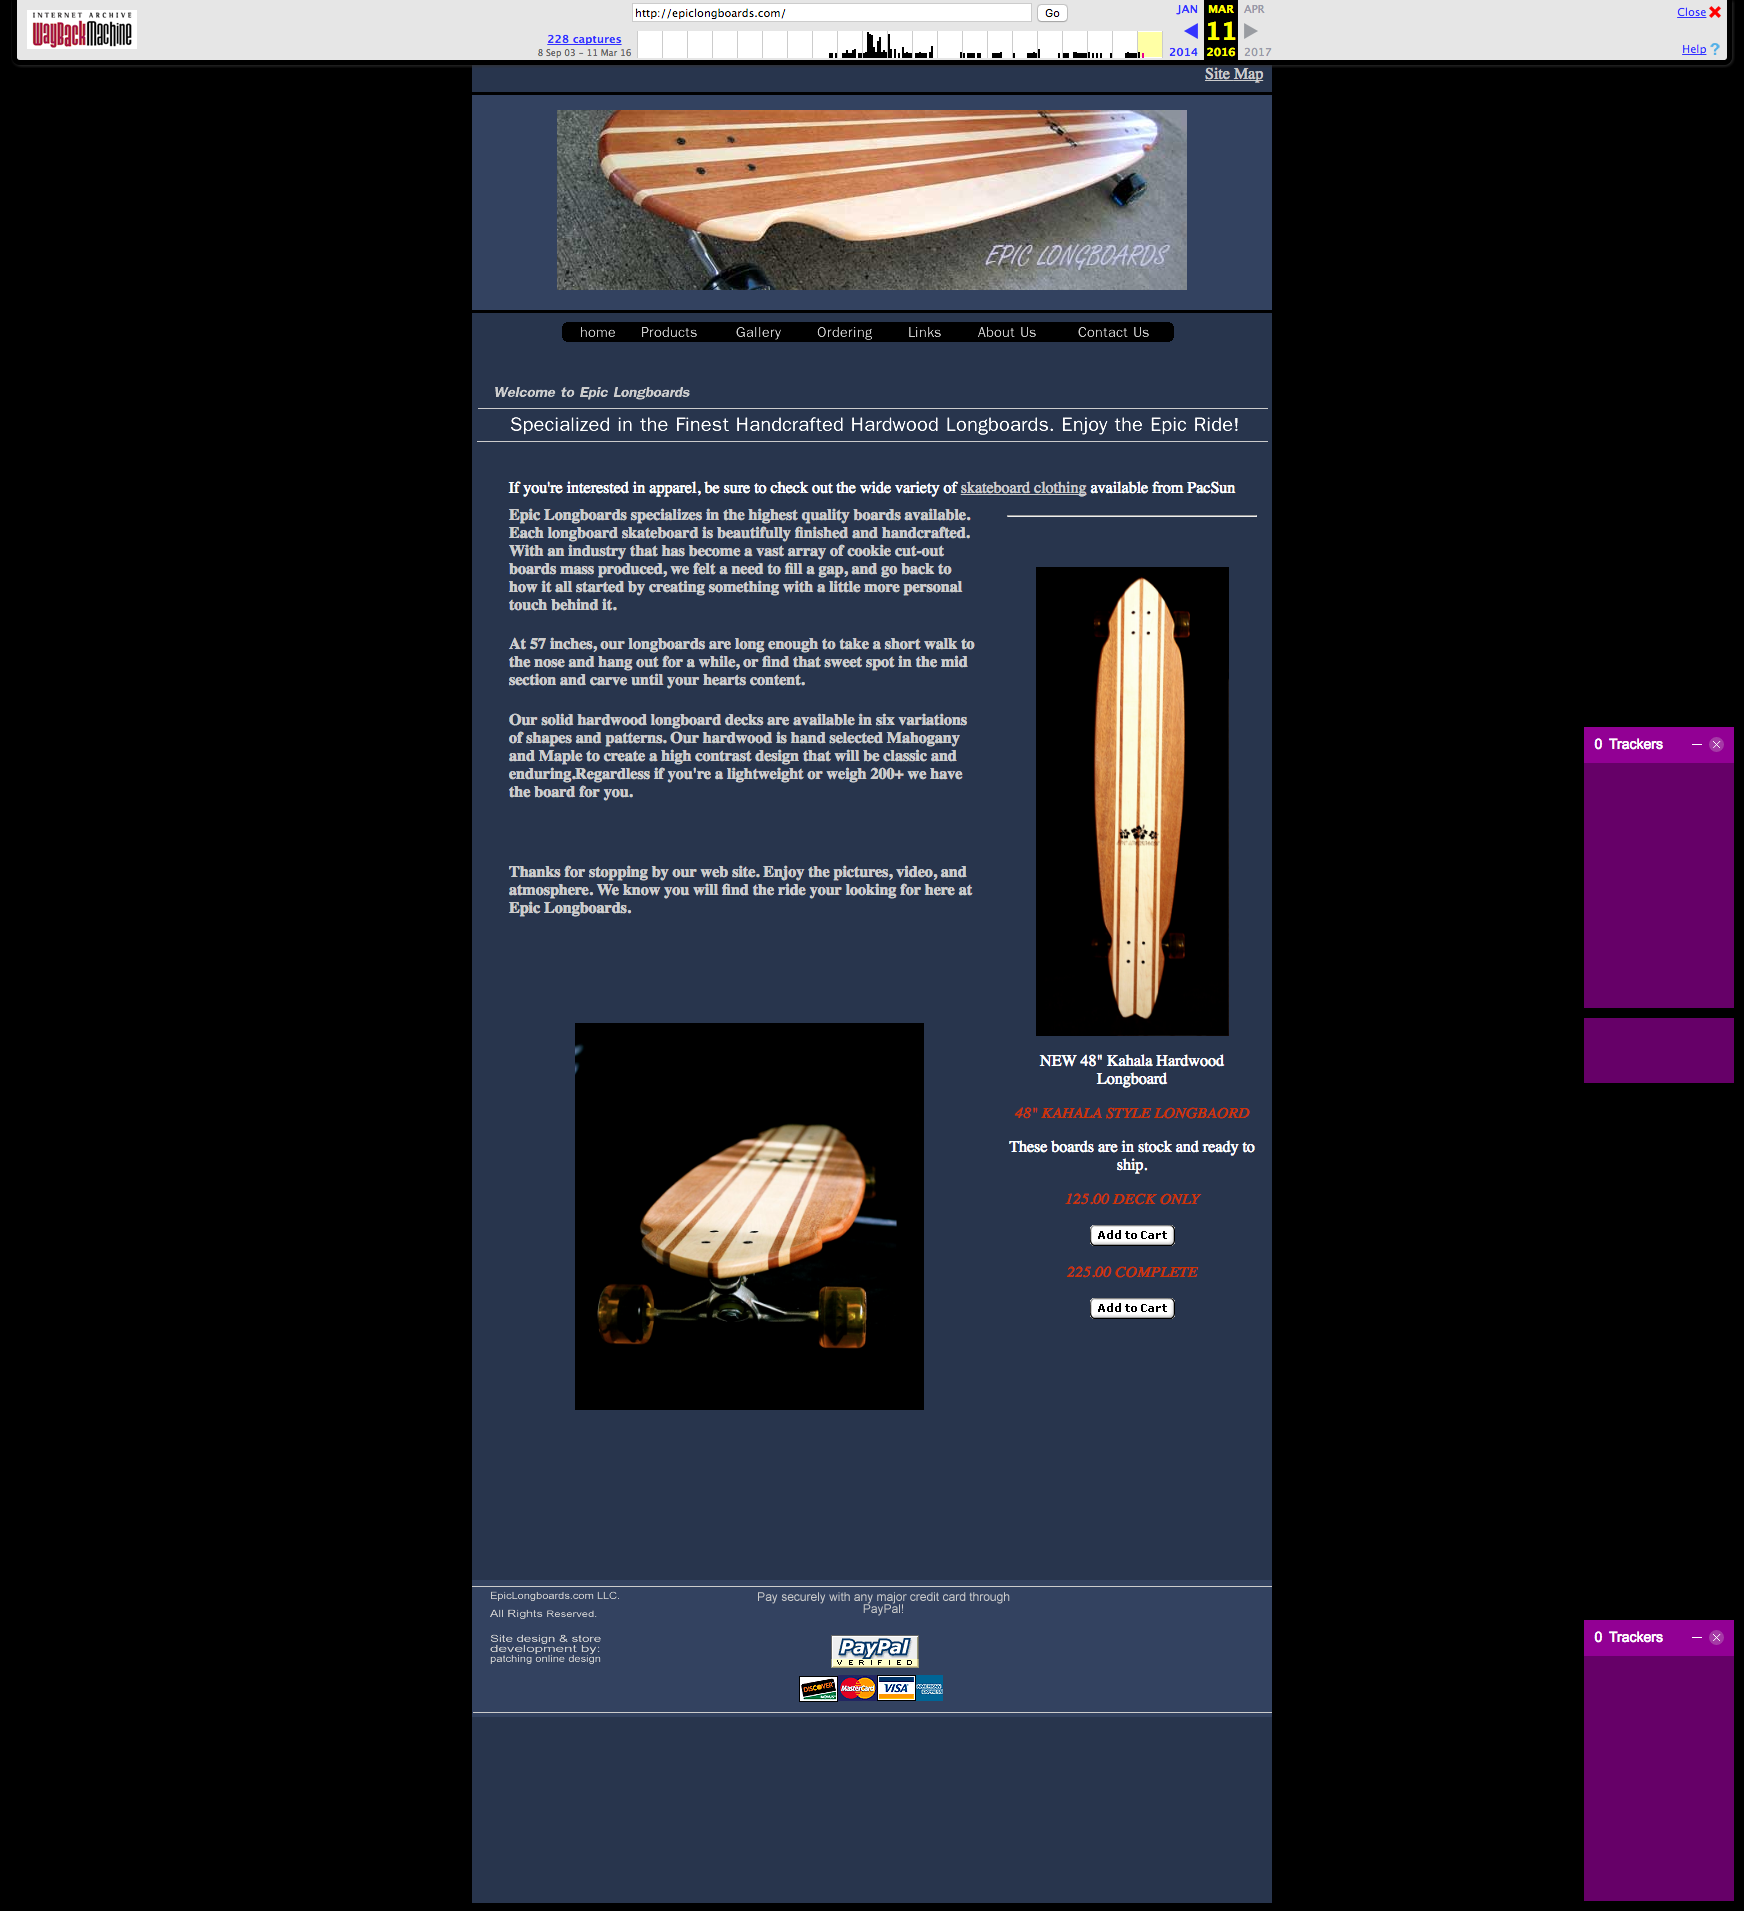 INTERNET ARCHIVE
WayBackMachine
http://epiclongboards.com/
Go
228 captures
8 Sep 03 - 11 Mar 16
JAN
MAR
APR
11
2014
2016
2017
Close
Help ?
Site Map
EPIC LONGBOARDS
home Products Gallery Ordering Links About Us Contact Us
Welcome to Epic Longboards
Specialized in the Finest Handcrafted Hardwood Longboards. Enjoy the Epic Ride!
If you're interested in apparel, be sure to check out the wide variety of skateboard clothing available from PacSun
Epic Longboards specializes in the highest quality boards available.
Each longboard skateboard is beautifully finished and handcrafted.
With an industry that has become a vast array of cookie cut-out
boards mass produced, we felt a need to fill a gap, and go back to
how it all started by creating something with a little more personal
touch behind it.
At 57 inches, our longboards are long enough to take a short walk to
the nose and hang out for a while, or find that sweet spot in the mid
section and carve until your hearts content.
Our solid hardwood longboard decks are available in six variations
of shapes and patterns. Our hardwood is hand selected Mahogany
and Maple to create a high contrast design that will be classic and
enduring.Regardless if you're a lightweight or weigh 200+ we have
the board for you.
Thanks for stopping by our web site. Enjoy the pictures, video, and
atmosphere. We know you will find the ride your looking for here at
Epic Longboards.
EPIC LONGBOARDS
NEW 48" Kahala Hardwood
Longboard
48" KAHALA STYLE LONGBAORD
These boards are in stock and ready to
ship.
125.00 DECK ONLY
Add to Cart
225.00 COMPLETE
Add to Cart
0 Trackers
0 Trackers
EpicLongboards.com LLC.
All Rights Reserved.
Site design & store
development by:
patching online design
Pay securely with any major credit card through
PayPal!
PayPal
VERIFIED
DISCOVER
MasterCard
VISA
AMERICAN
EXPRESS